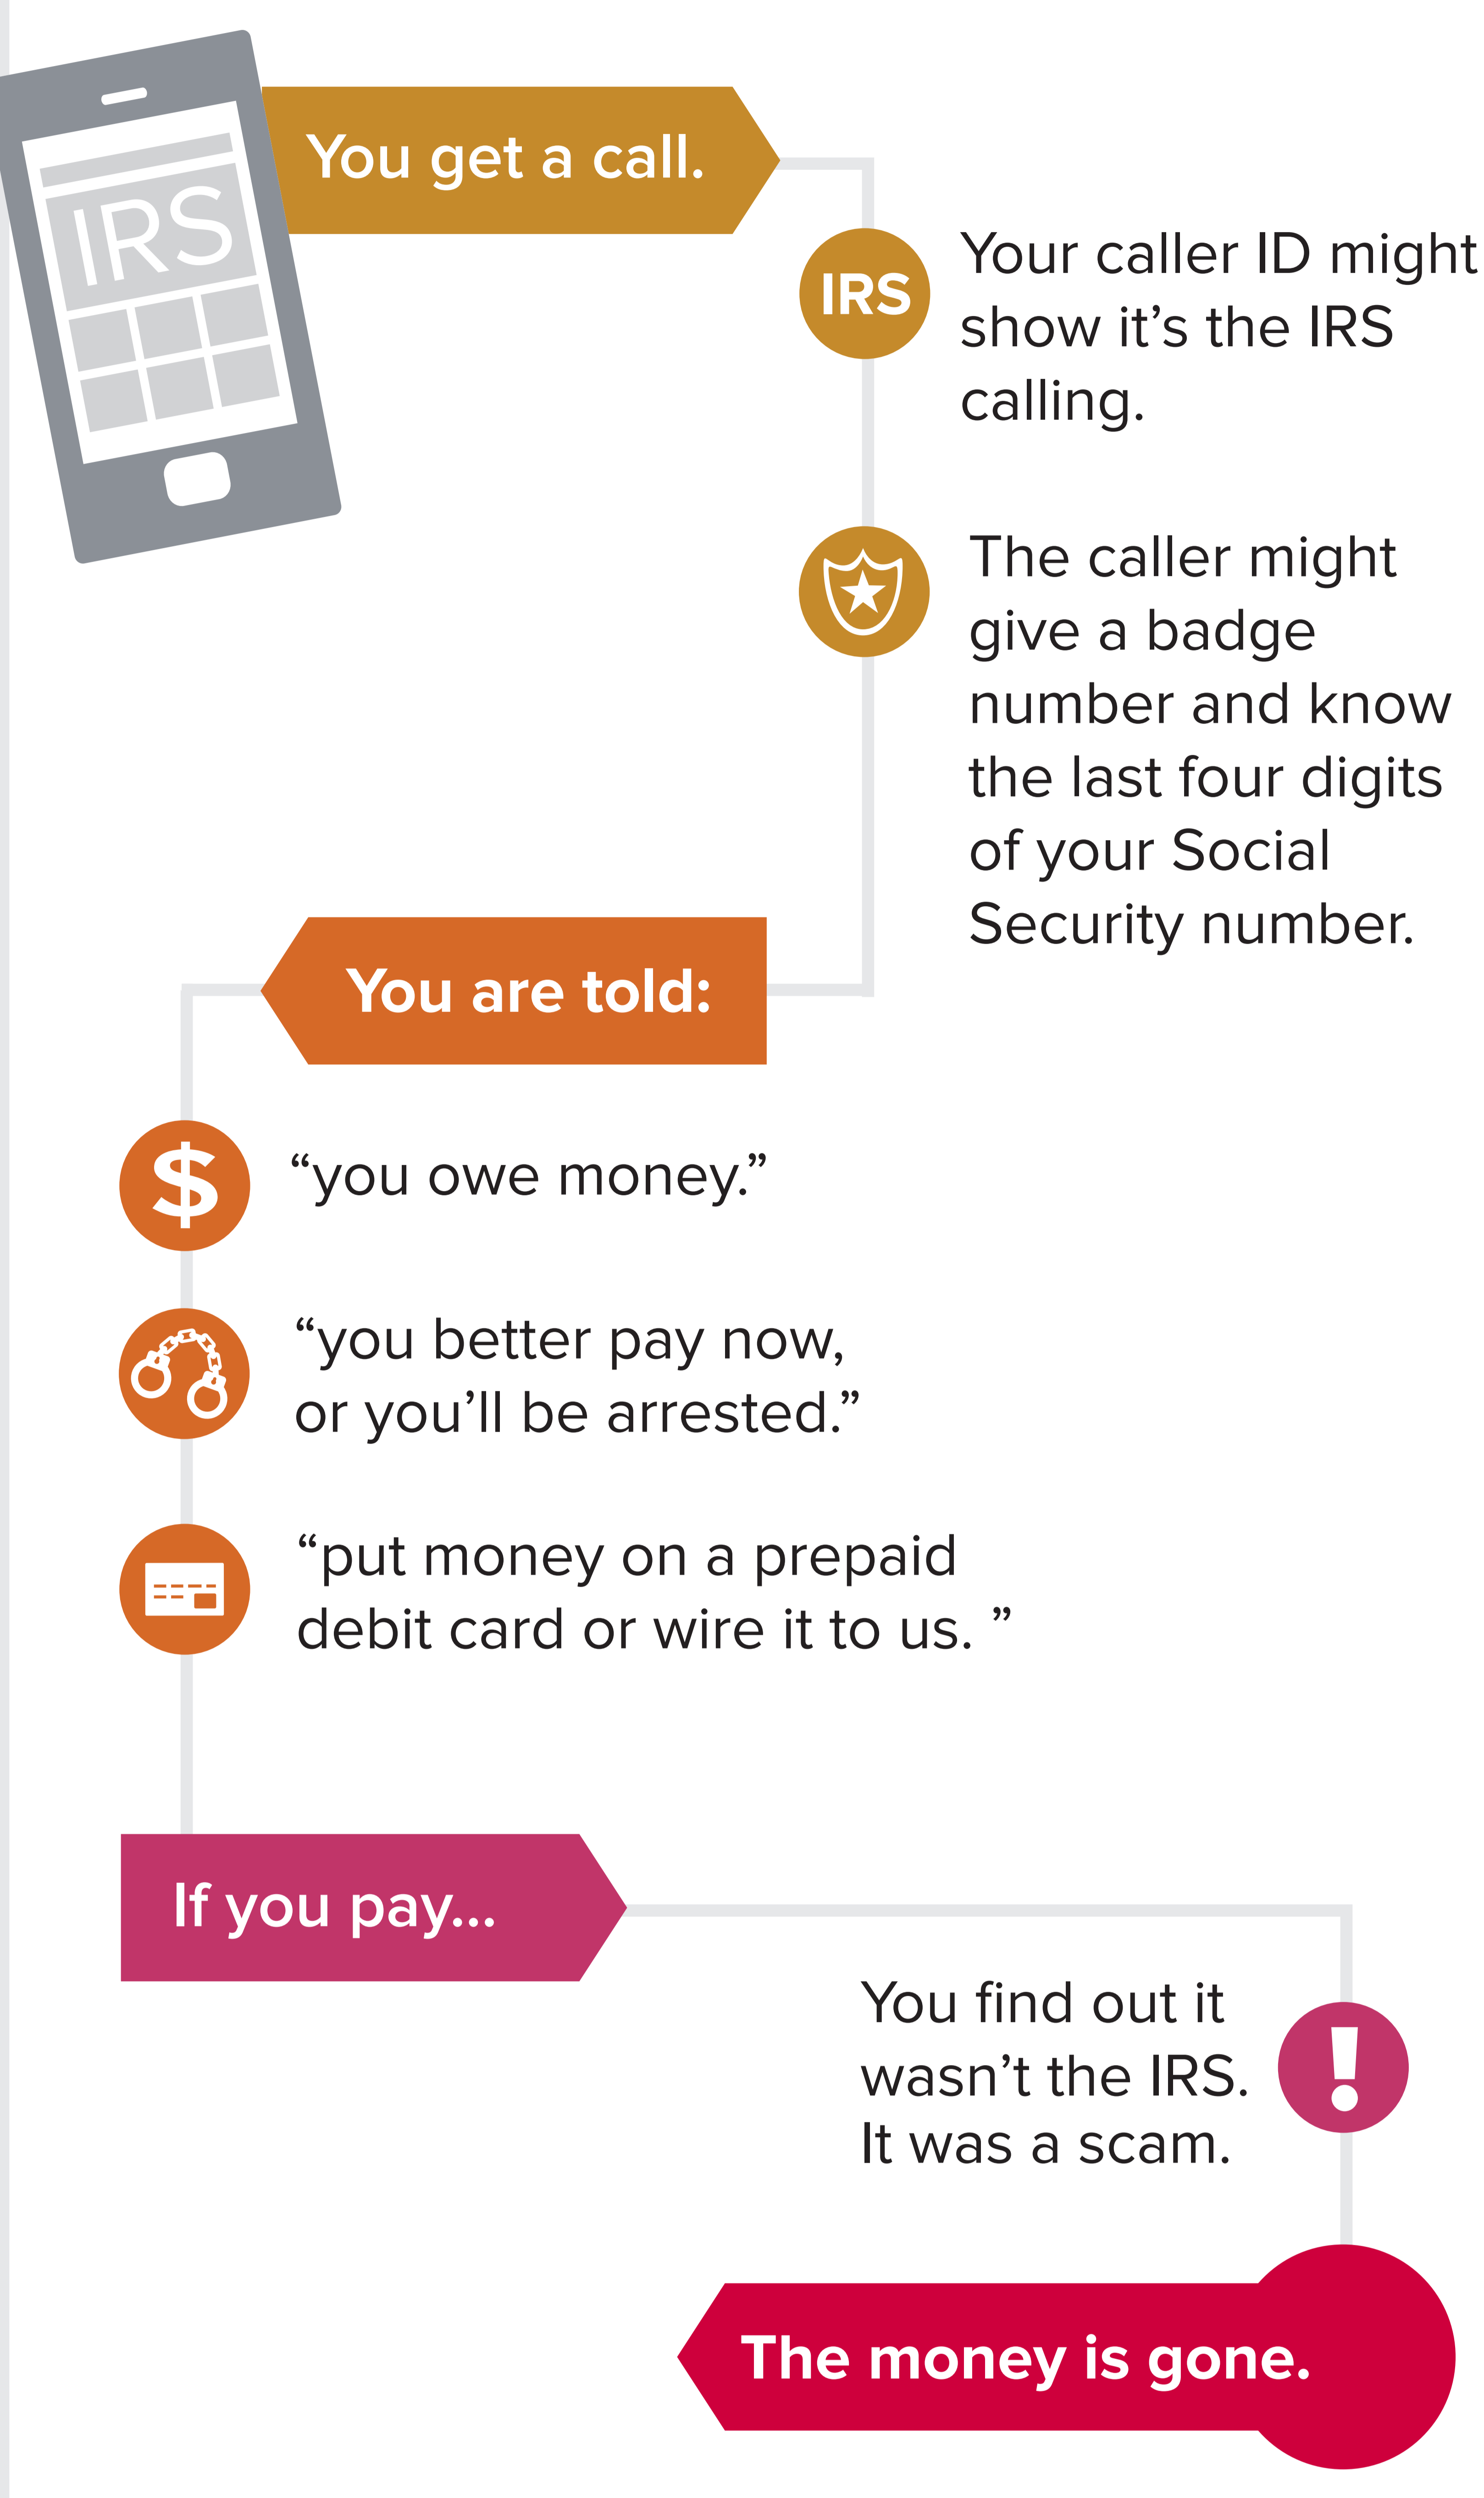 IRS
You get a call.
IRS
Your caller ID might
show it’s the IRS
calling.
The caller might
give a badge
number and know
the last four digits
of your Social
Security number.
You are told:
$
“you owe money.”
“you better pay now,
or you’ll be arrested.”
“put money on a prepaid
debit card or wire it to us. ”
If you pay...
You find out it
wasn’t the IRS.
It was a scam.
!
The money is gone.